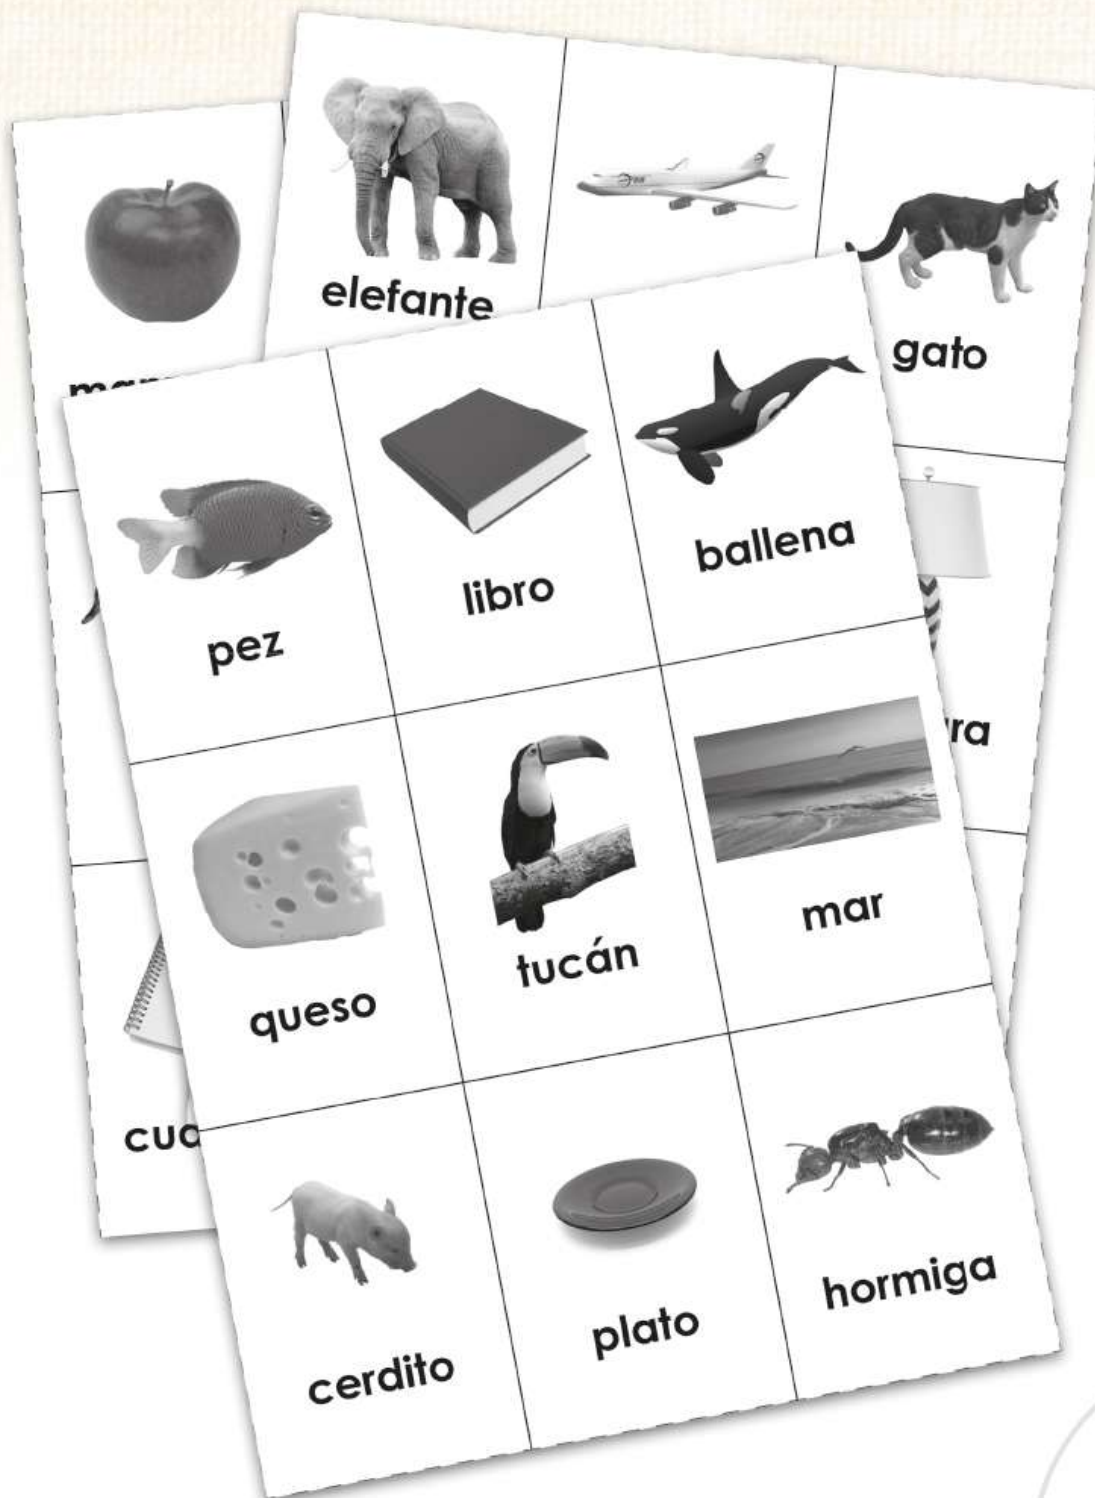 elefante
gato
pez
libro
ballena
queso
tucán
mar
cerdito
plato
hormiga